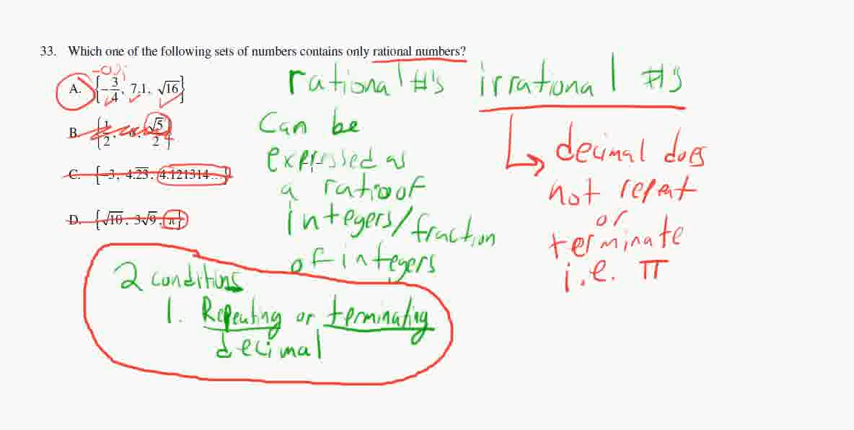 33. Which one of the following sets of numbers contains only rational numbers?
A. {-3/4, 7.1, √16}
B. {1/2, √5/2}
C. {-3, 4.23, 4.121314...}
D. {√10, 3√9, π}
rational #'s
Can be
expressed as
a ratio of
integers/fraction
of integers
irrational #'s
decimal does
not repeat
or
terminate
i.e. π
2 conditions
1. Repeating or terminating
decimal